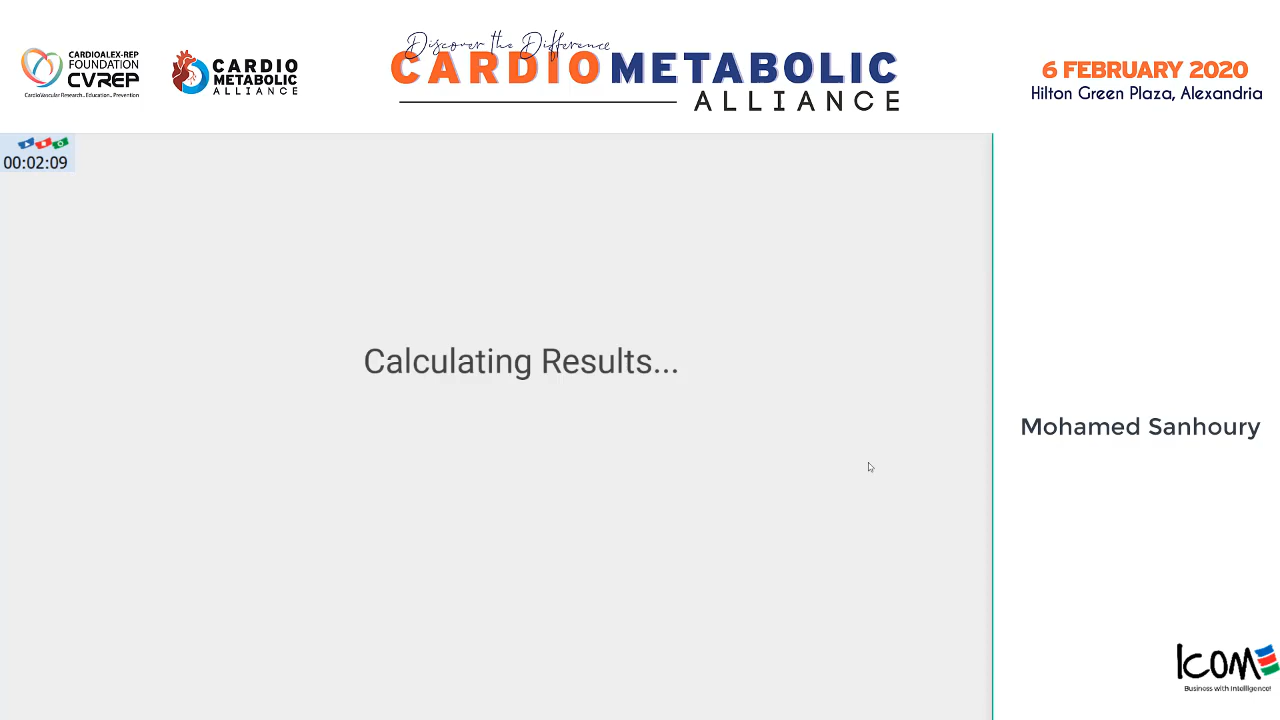 CARDIOALEX-REP
FOUNDATION
CVREP
CardioVascular Research.. Education.. Prevention
CARDIO
METABOLIC
ALLIANCE
Discover the Difference
CARDIOMETABOLIC
ALLIANCE
6 FEBRUARY 2020
Hilton Green Plaza, Alexandria
00:02:09
Calculating Results...
Mohamed Sanhoury
ICOM
Business with Intelligence!